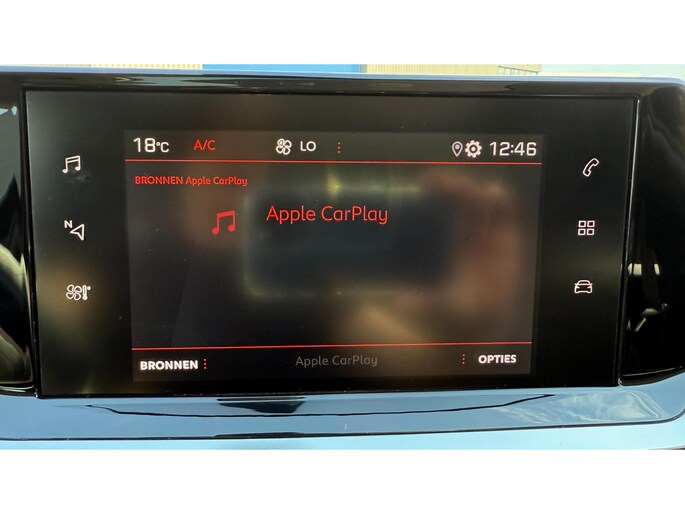 18°C A/C LO 12:46
BRONNEN Apple CarPlay
Apple CarPlay
N
BRONNEN Apple CarPlay OPTIES